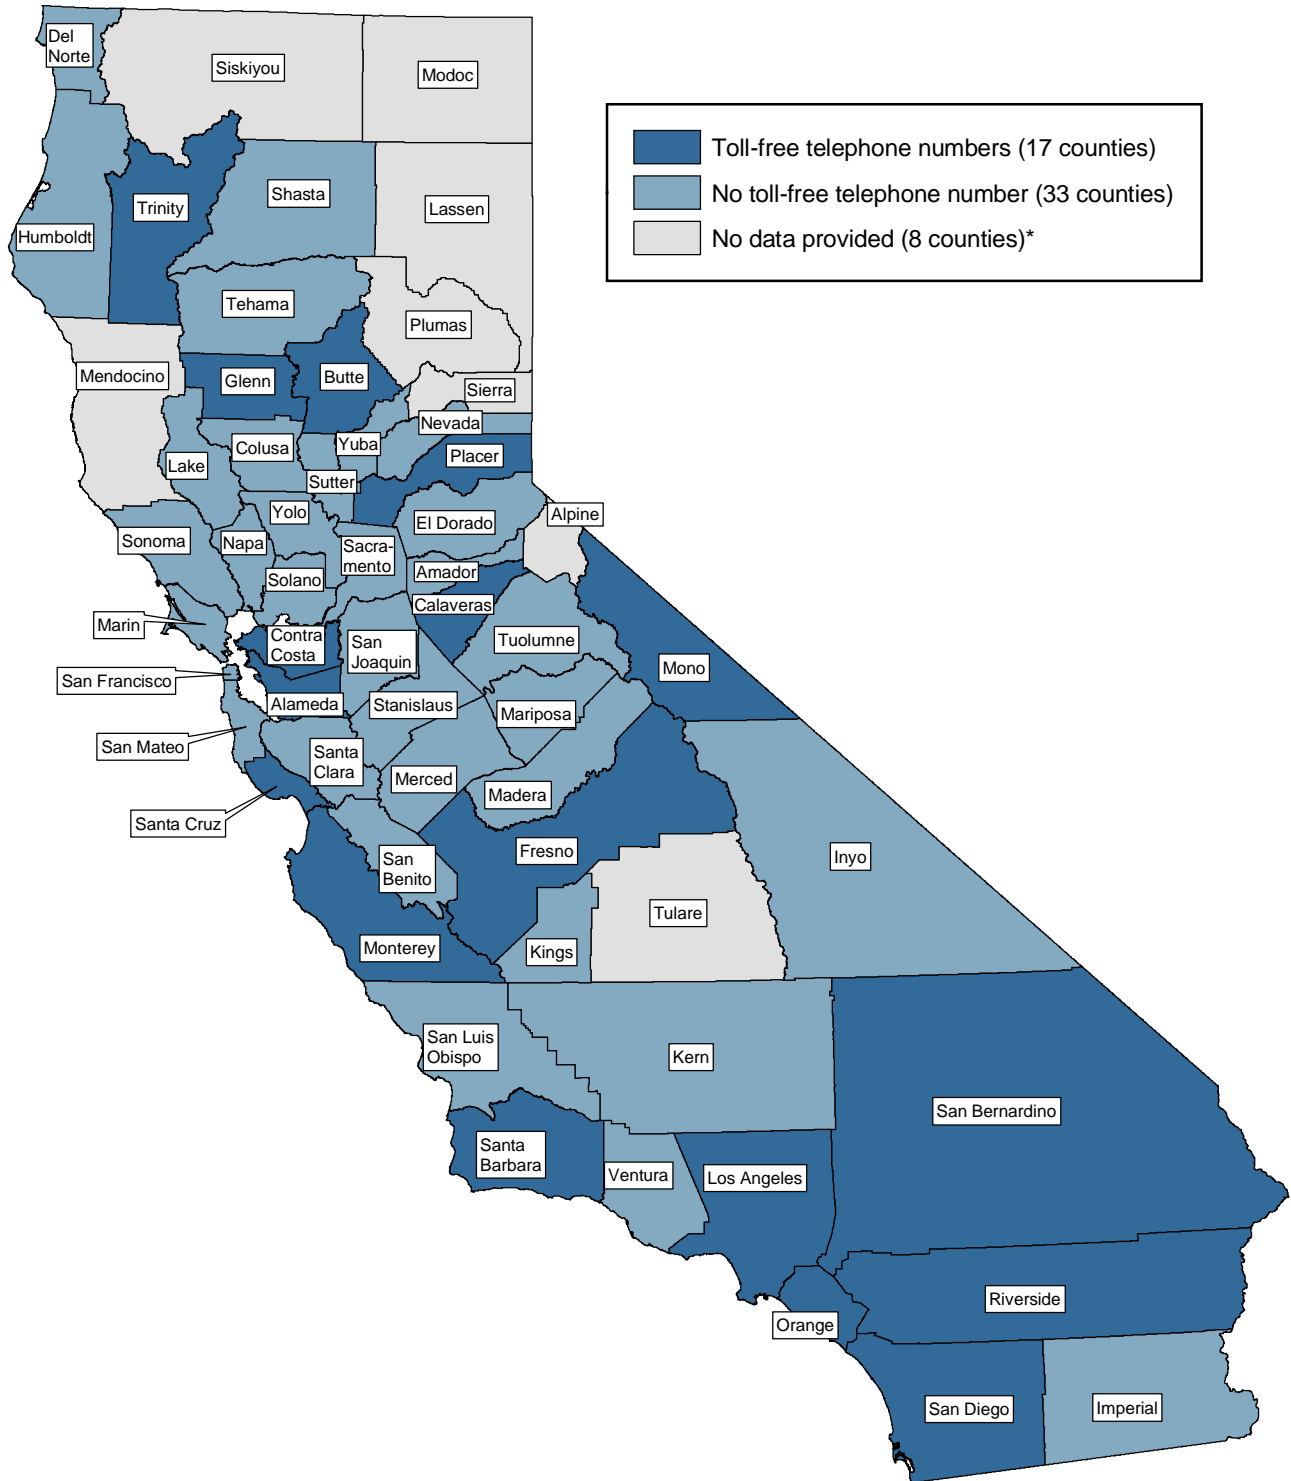 Del
Norte
Siskiyou
Modoc
Toll-free telephone numbers (17 counties)
No toll-free telephone number (33 counties)
No data provided (8 counties)*
Trinity
Shasta
Lassen
Humboldt
Tehama
Plumas
Mendocino
Glenn
Butte
Sierra
Nevada
Colusa
Yuba
Placer
Lake
Sutter
Yolo
Alpine
El Dorado
Sonoma
Napa
Sacra-
mento
Solano
Amador
Calaveras
Marin
Contra
Costa
San
Joaquin
Tuolumne
Mono
San Francisco
Alameda
Stanislaus
Mariposa
San Mateo
Santa
Clara
Merced
Madera
Santa Cruz
Fresno
Inyo
San
Benito
Tulare
Monterey
Kings
San Luis
Obispo
Kern
San Bernardino
Santa
Barbara
Ventura
Los Angeles
Riverside
Orange
San Diego
Imperial